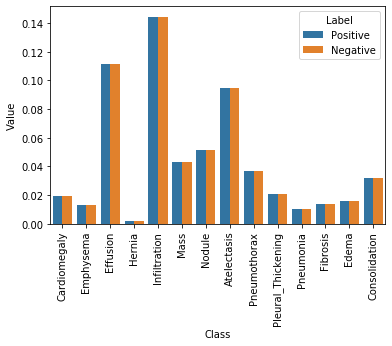 Label
Positive
Negative
Value
0.14
0.12
0.10
0.08
0.06
0.04
0.02
0.00
Cardiomegaly
Emphysema
Effusion
Hernia
Infiltration
Mass
Nodule
Atelectasis
Pneumothorax
Pleural_Thickening
Pneumonia
Fibrosis
Edema
Consolidation
Class